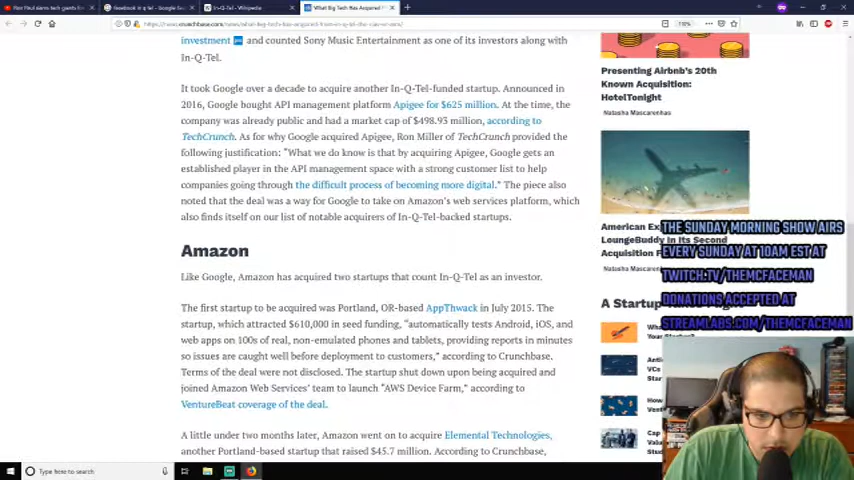 Facebook in q tel - Google
In-Q-Tel - Wikipedia
What Big Tech Has Acquired
110%
investment and counted Sony Music Entertainment as one of its investors along with
In-Q-Tel.
It took Google over a decade to acquire another In-Q-Tel-funded startup. Announced in
2016, Google bought API management platform Apigee for $625 million. At the time, the
company was already public and had a market cap of $498.93 million, according to
TechCrunch. As for why Google acquired Apigee, Ron Miller of TechCrunch provided the
following justification: “What we do know is that by acquiring Apigee, Google gets an
established player in the API management space with a strong customer list to help
companies going through the difficult process of becoming more digital.” The piece also
noted that the deal was a way for Google to take on Amazon’s web services platform, which
also finds itself on our list of notable acquirers of In-Q-Tel-backed startups.
Amazon
Like Google, Amazon has acquired two startups that count In-Q-Tel as an investor.
The first startup to be acquired was Portland, OR-based AppThwack in July 2015. The
startup, which attracted $610,000 in seed funding, “automatically tests Android, iOS, and
web apps on 100s of real, non-emulated phones and tablets, providing reports in minutes
so issues are caught well before deployment to customers,” according to Crunchbase.
Terms of the deal were not disclosed. The startup shut down upon being acquired and
joined Amazon Web Services’ team to launch “AWS Device Farm,” according to
VentureBeat coverage of the deal.
A little under two months later, Amazon went on to acquire Elemental Technologies,
another Portland-based startup that raised $45.7 million. According to Crunchbase,
Presenting Airbnb’s 20th
Known Acquisition:
HotelTonight
Natasha Mascarenhas
American Ex
LoungeBuddy In Its Second
Acquisition
Natasha Mascarenhas
A Startup
THE SUNDAY MORNING SHOW AIRS
EVERY SUNDAY AT 10AM EST AT
TWITCH.TV/THEMCFACEMAN
DONATIONS ACCEPTED AT
STREAMLABS.COM/THEMCFACEMAN
Type here to search